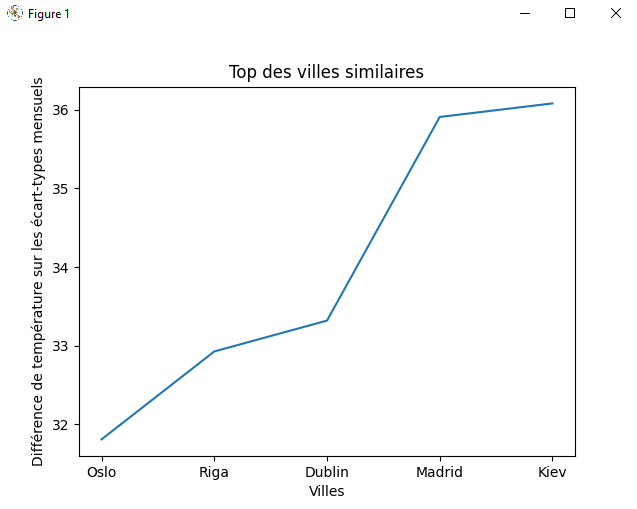 Figure 1
Top des villes similaires
Différence de température sur les écart-types mensuels
36
35
34
33
32
Oslo Riga Dublin Madrid Kiev
Villes